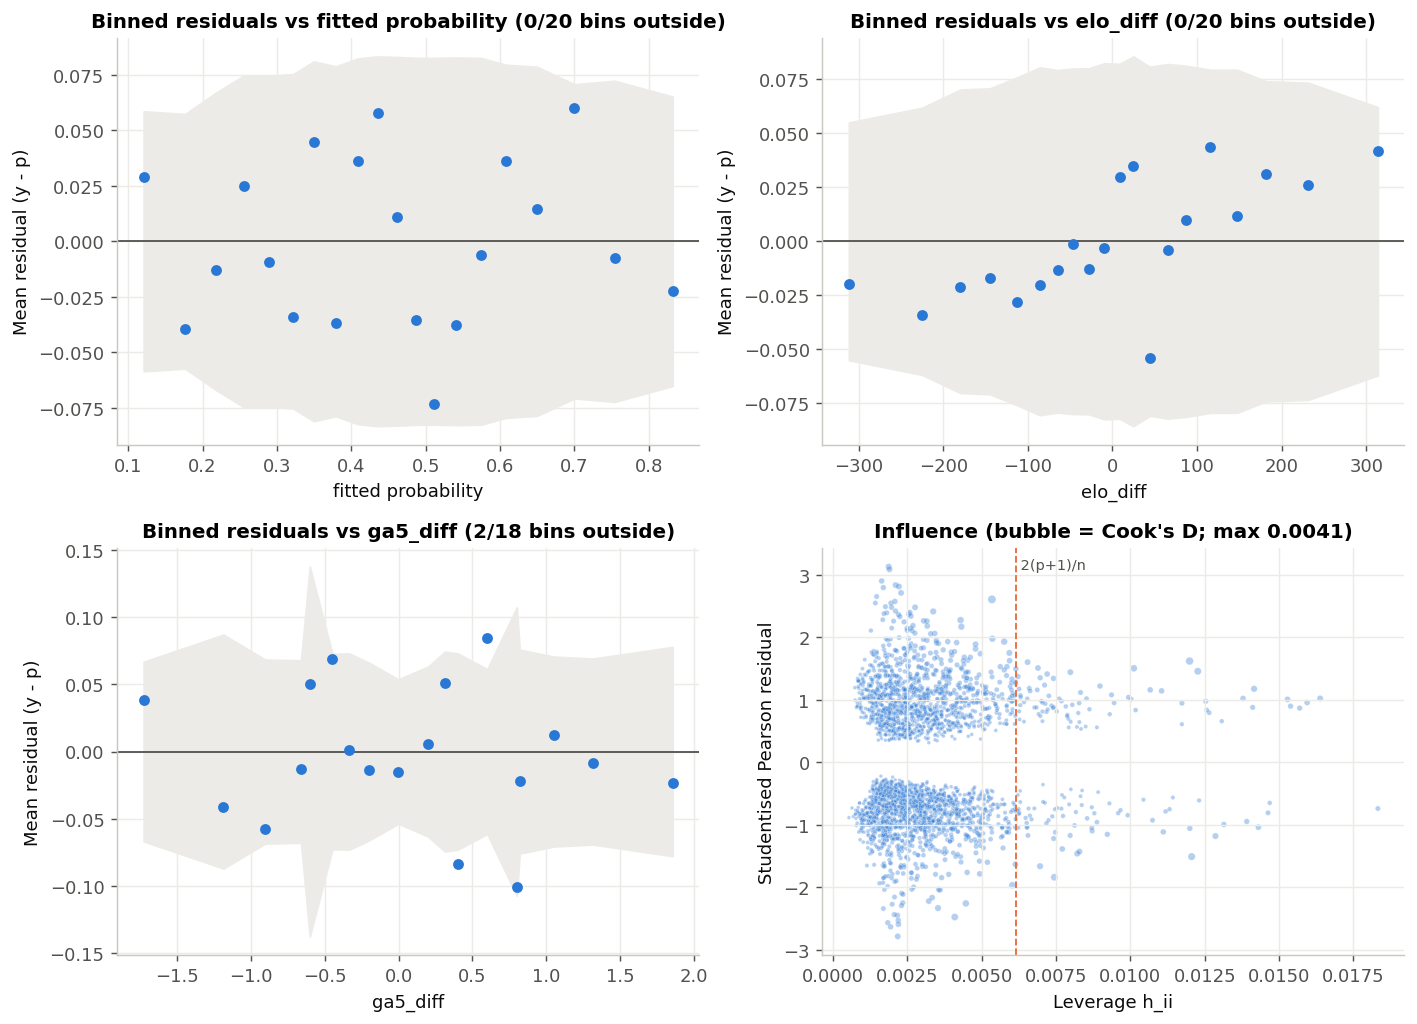 Binned residuals vs fitted probability (0/20 bins outside)
Mean residual (y - p)
0.075
0.050
0.025
0.000
−0.025
−0.050
−0.075
0.1 0.2 0.3 0.4 0.5 0.6 0.7 0.8
fitted probability
Binned residuals vs elo_diff (0/20 bins outside)
Mean residual (y - p)
0.075
0.050
0.025
0.000
−0.025
−0.050
−0.075
−300 −200 −100 0 100 200 300
elo_diff
Binned residuals vs ga5_diff (2/18 bins outside)
Mean residual (y - p)
0.15
0.10
0.05
0.00
−0.05
−0.10
−0.15
−1.5 −1.0 −0.5 0.0 0.5 1.0 1.5 2.0
ga5_diff
Influence (bubble = Cook's D; max 0.0041)
2(p+1)/n
Studentised Pearson residual
3
2
1
0
−1
−2
−3
0.0000 0.0025 0.0050 0.0075 0.0100 0.0125 0.0150 0.0175
Leverage h_ii